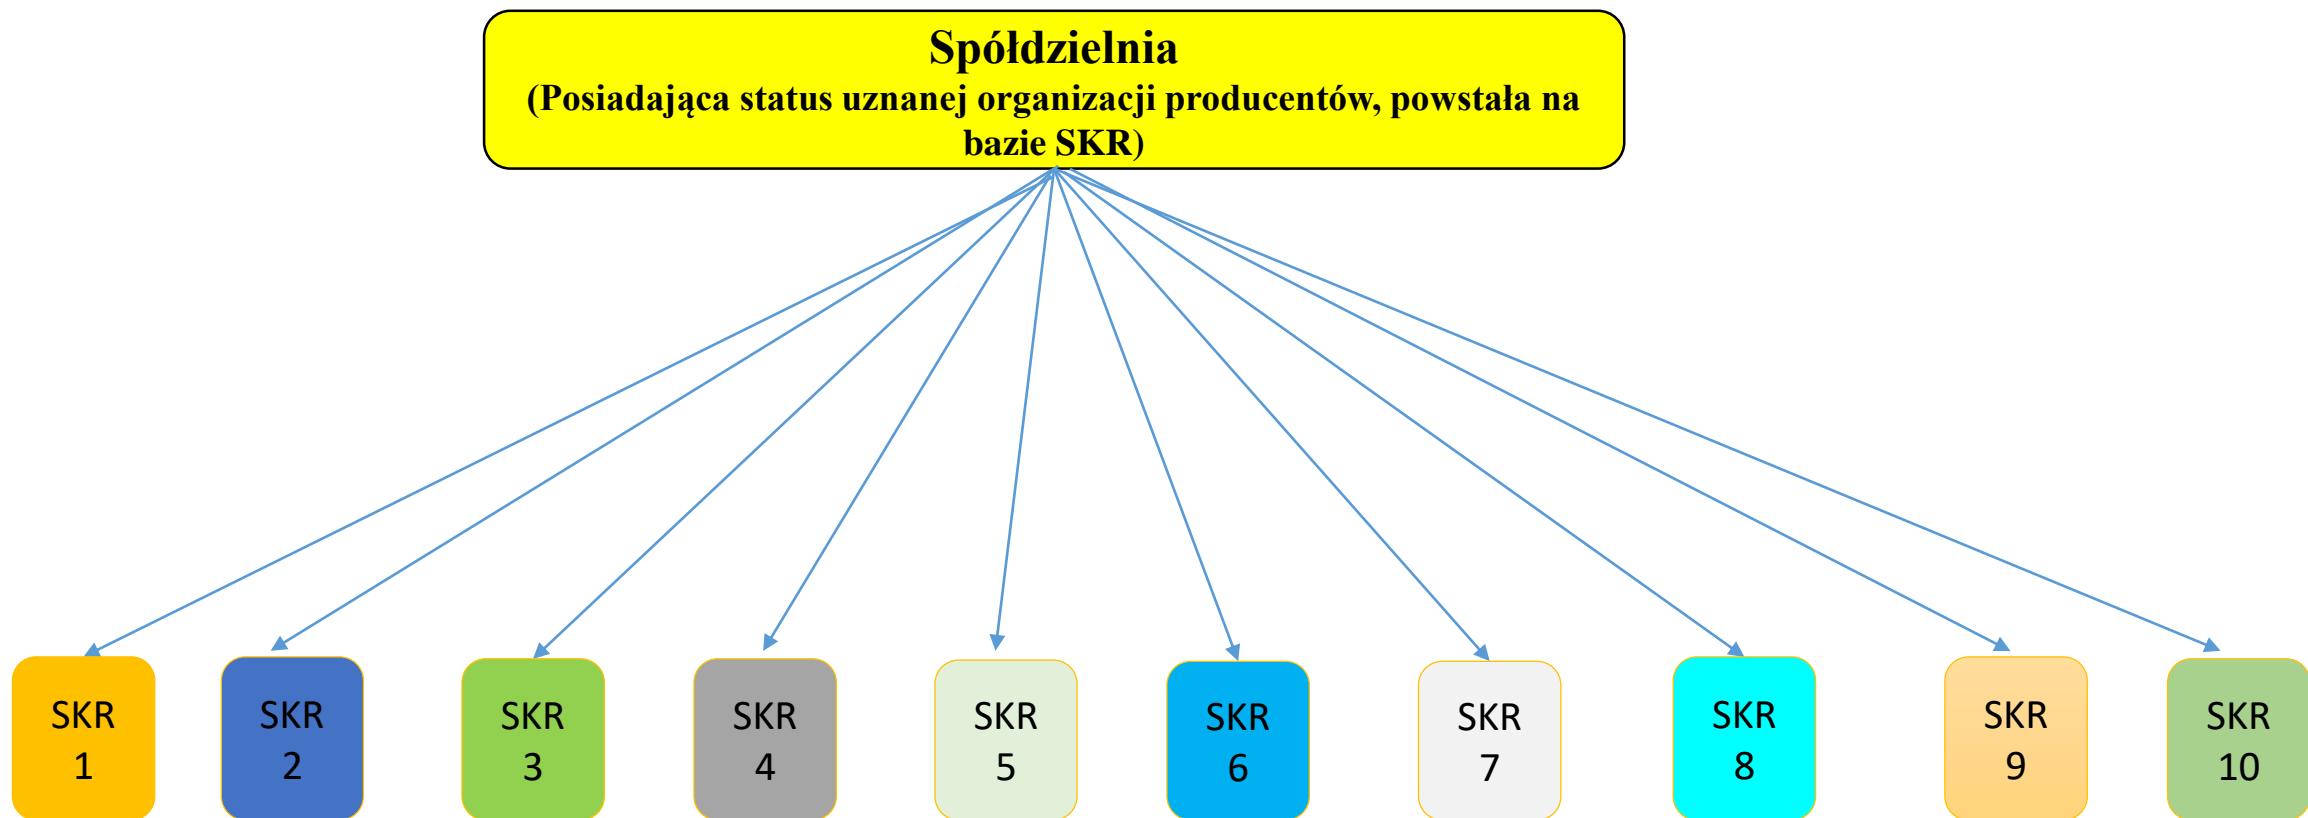 Spółdzielnia
(Posiadająca status uznanej organizacji producentów, powstała na
bazie SKR)
SKR
1
SKR
2
SKR
3
SKR
4
SKR
5
SKR
6
SKR
7
SKR
8
SKR
9
SKR
10